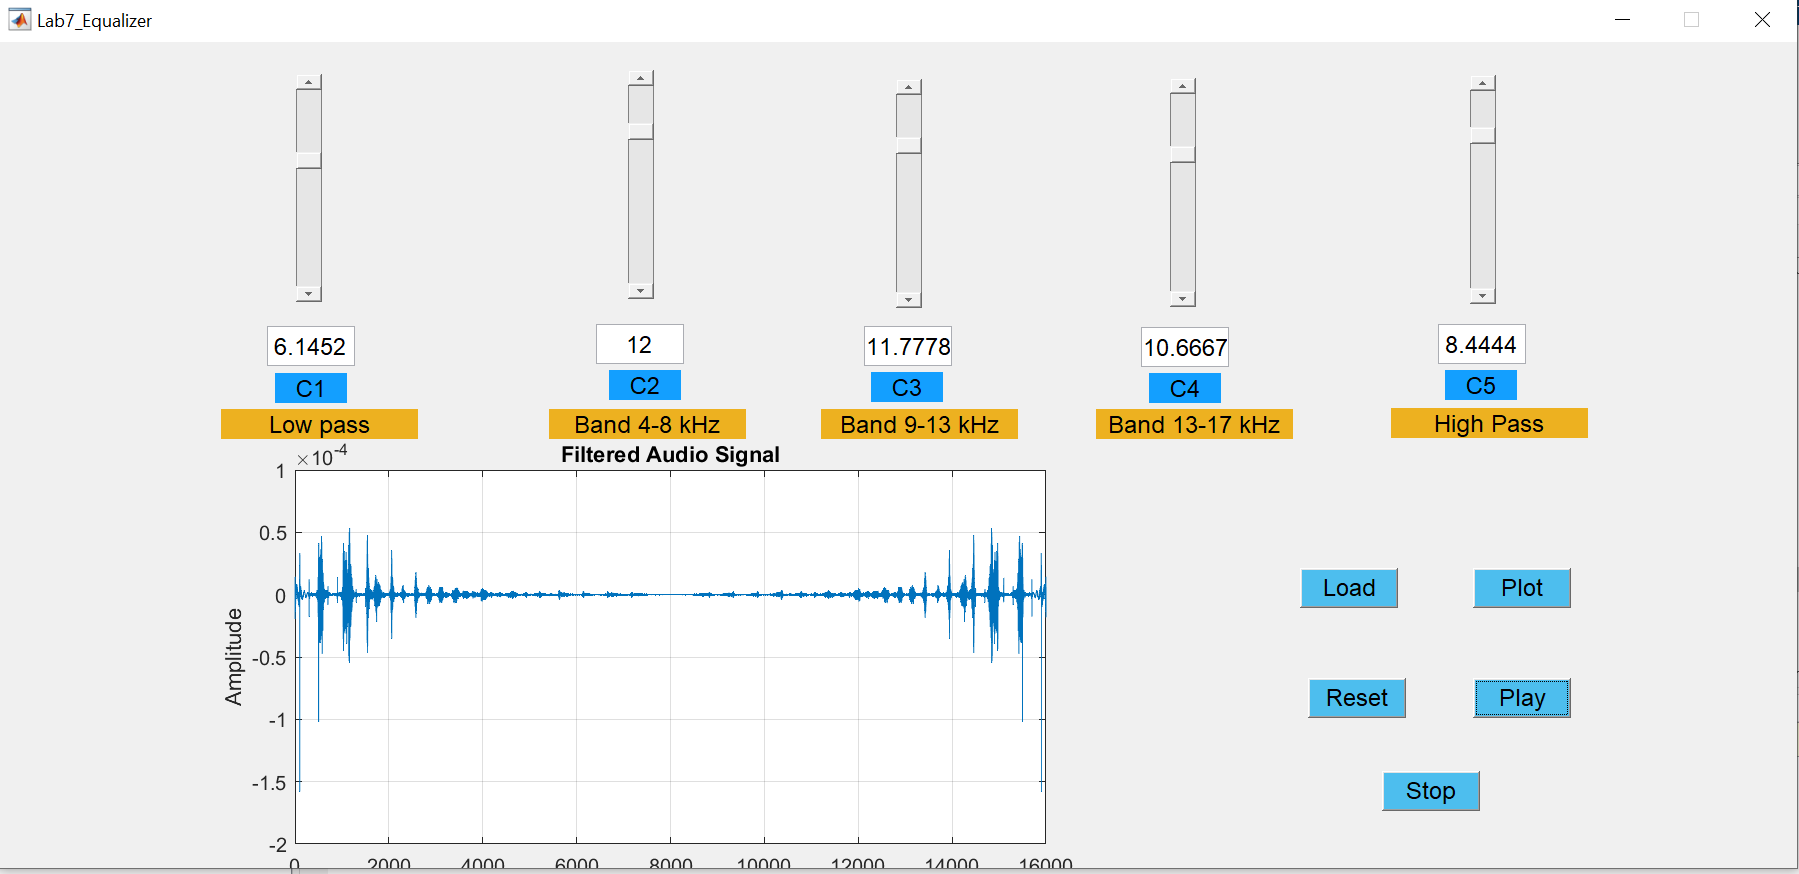 Lab7_Equalizer
6.1452
12
11.7778
10.6667
8.4444
C1
C2
C3
C4
C5
Low pass
Band 4-8 kHz
Band 9-13 kHz
Band 13-17 kHz
High Pass
×10-4
Filtered Audio Signal
1
0.5
0
-0.5
-1
-1.5
-2
Amplitude
0 2000 4000 6000 8000 10000 12000 14000 16000
Load
Plot
Reset
Play
Stop